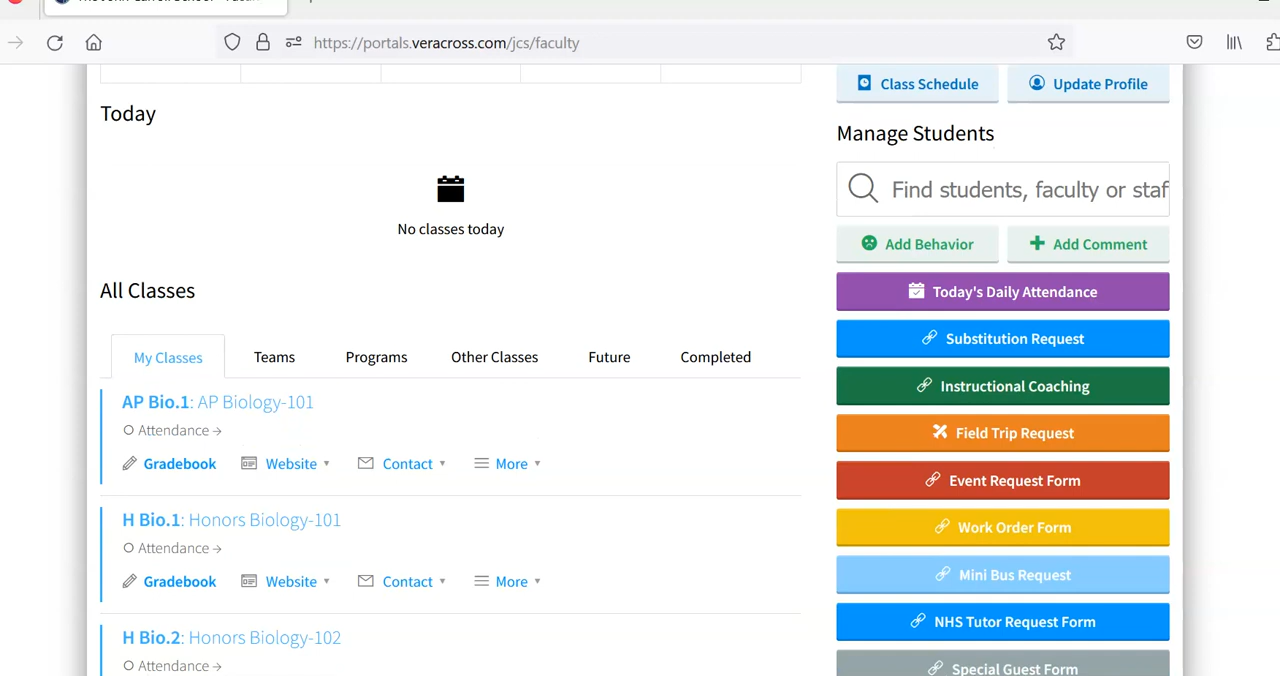 https://portals.veracross.com/jcs/faculty
Class Schedule
Update Profile
Today
Manage Students
Find students, faculty or staf
No classes today
Add Behavior
Add Comment
All Classes
Today's Daily Attendance
Substitution Request
My Classes Teams Programs Other Classes Future Completed
Instructional Coaching
AP Bio.1: AP Biology-101
Attendance →
Field Trip Request
Gradebook Website Contact More
Event Request Form
H Bio.1: Honors Biology-101
Work Order Form
Attendance →
Gradebook Website Contact More
Mini Bus Request
H Bio.2: Honors Biology-102
NHS Tutor Request Form
Attendance →
Special Guest Form